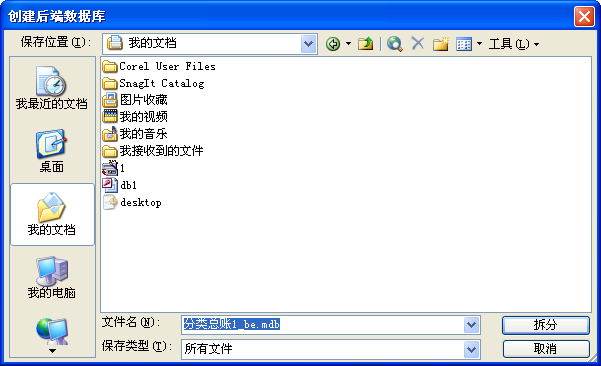 创建后端数据库
保存位置(I):
我的文档
工具(L)
我最近的文档
桌面
我的文档
我的电脑
Corel User Files
SnagIt Catalog
图片收藏
我的视频
我的音乐
我接收到的文件
1
db1
desktop
文件名(N):
分类总账1_be.mdb
拆分
保存类型(T):
所有文件
取消